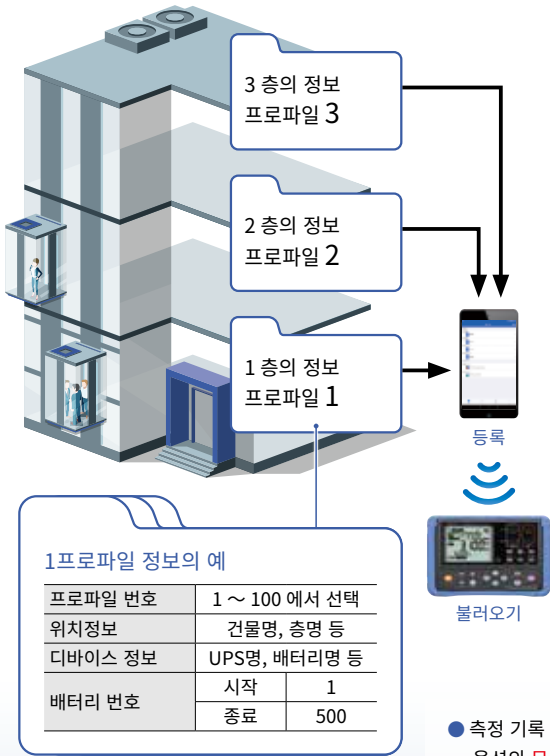 3 층의 정보
프로파일 3
2 층의 정보
프로파일 2
1 층의 정보
프로파일 1
등록
불러오기
1프로파일 정보의 예
프로파일 번호 1 ～ 100 에서 선택
위치정보 건물명, 층명 등
디바이스 정보 UPS명, 배터리명 등
배터리 번호 시작 1
종료 500
● 측정 기록